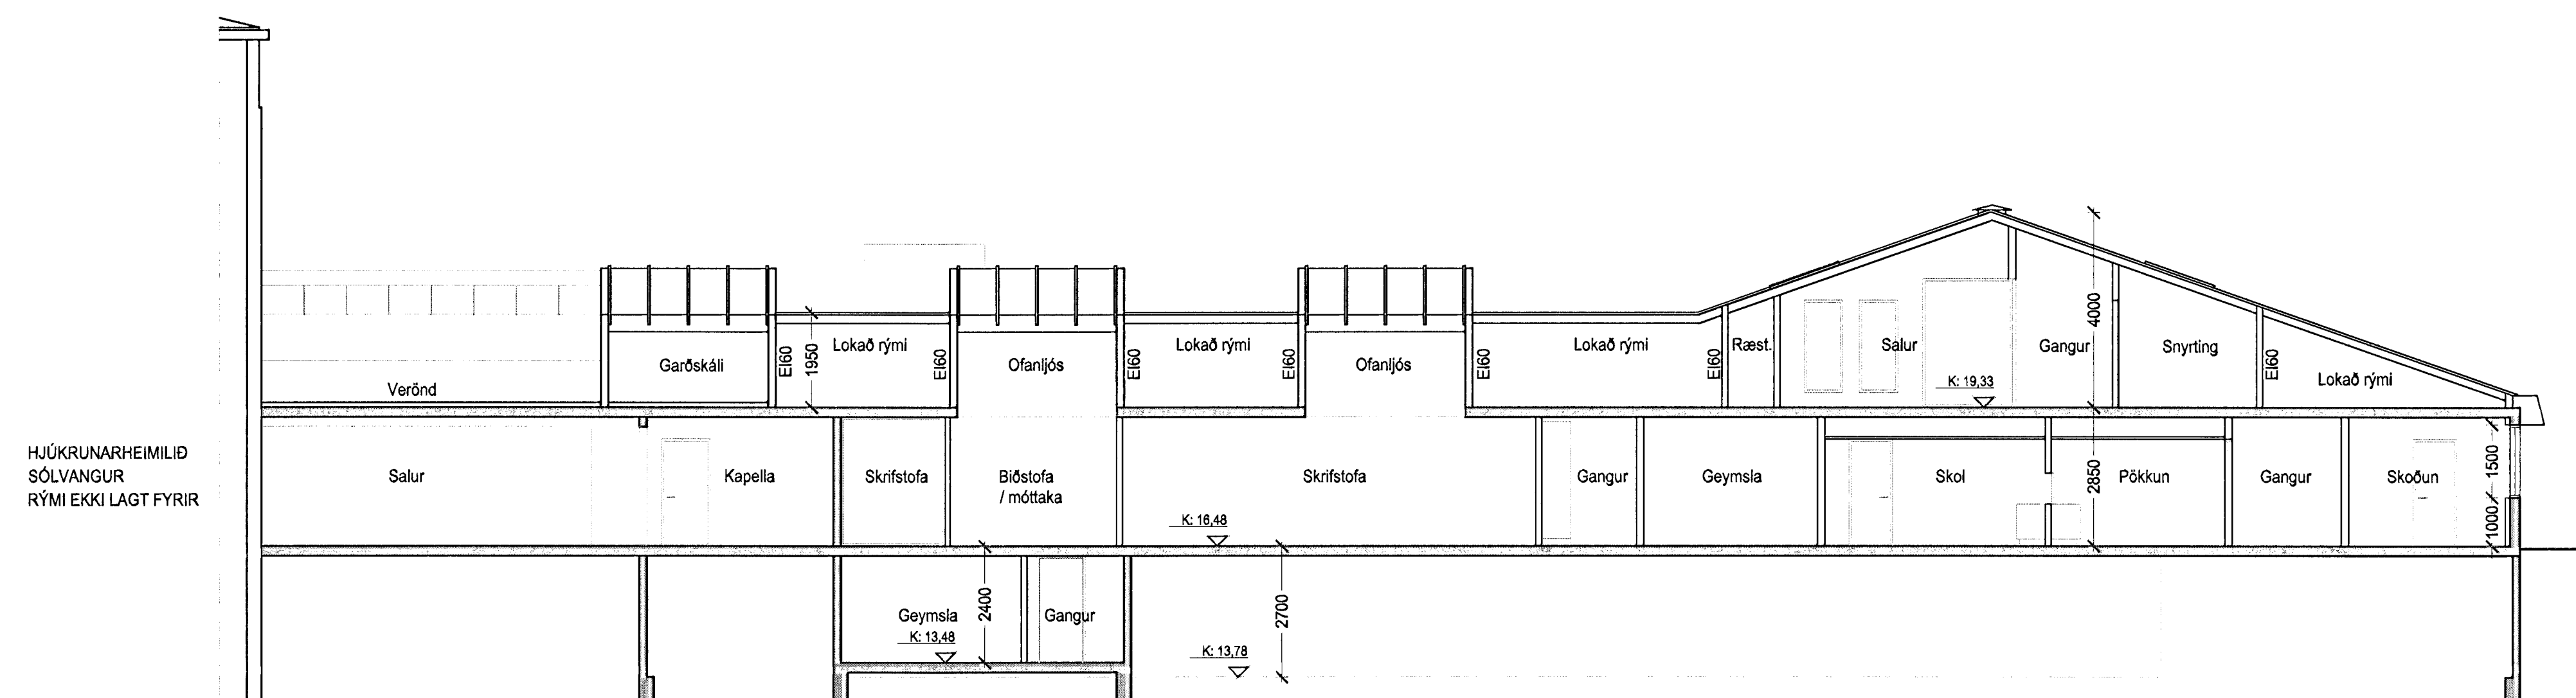 HJÚKRUNARHEIMILIÐ
SÓLVANGUR
RÝMI EKKI LAGT FYRIR
Verönd
Garðskáli
EI60
1950
Lokað rými
EI60
Ofanljós
EI60
Lokað rými
EI60
Ofanljós
EI60
Lokað rými
EI60
Ræst.
Salur
K: 19,33
Gangur
4000
Snyrting
EI60
Lokað rými
Salur
Kapella
Skrifstofa
Biðstofa
/ móttaka
K: 16,48
Skrifstofa
Gangur
Geymsla
Skol
2850
Pökkun
Gangur
Skoðun
1500
1000
Geymsla
K: 13,48
2400
Gangur
K: 13,78
2700